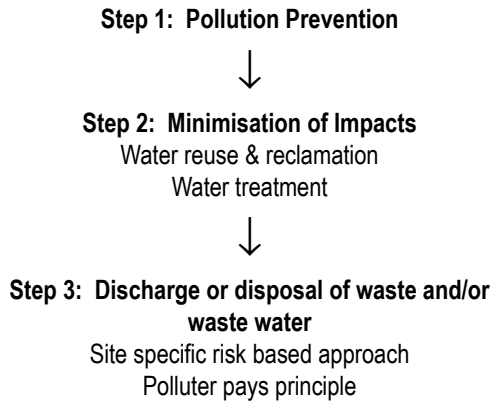 Step 1: Pollution Prevention
Step 2: Minimisation of Impacts
Water reuse & reclamation
Water treatment
Step 3: Discharge or disposal of waste and/or
waste water
Site specific risk based approach
Polluter pays principle